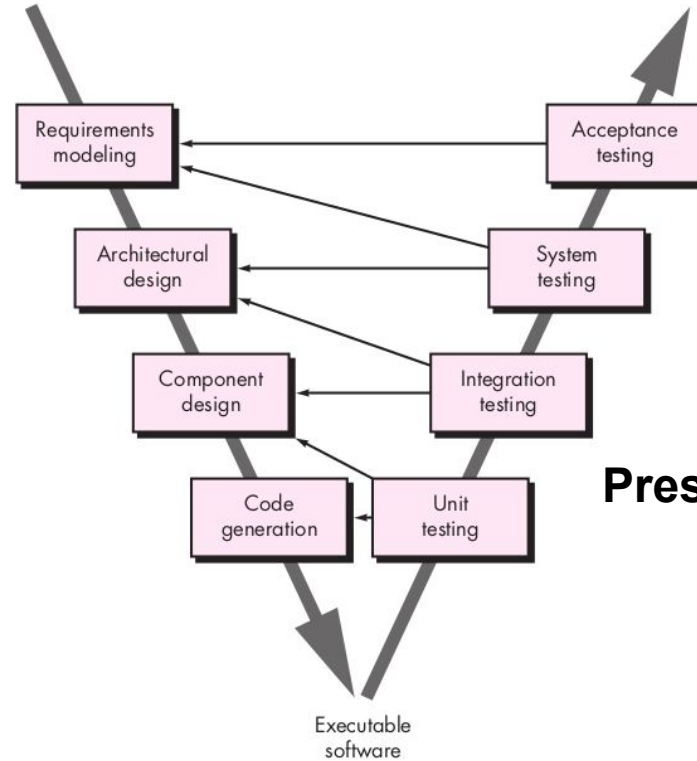 Requirements
modeling
Acceptance
testing
Architectural
design
System
testing
Component
design
Integration
testing
Code
generation
Unit
testing
Pres
Executable
software